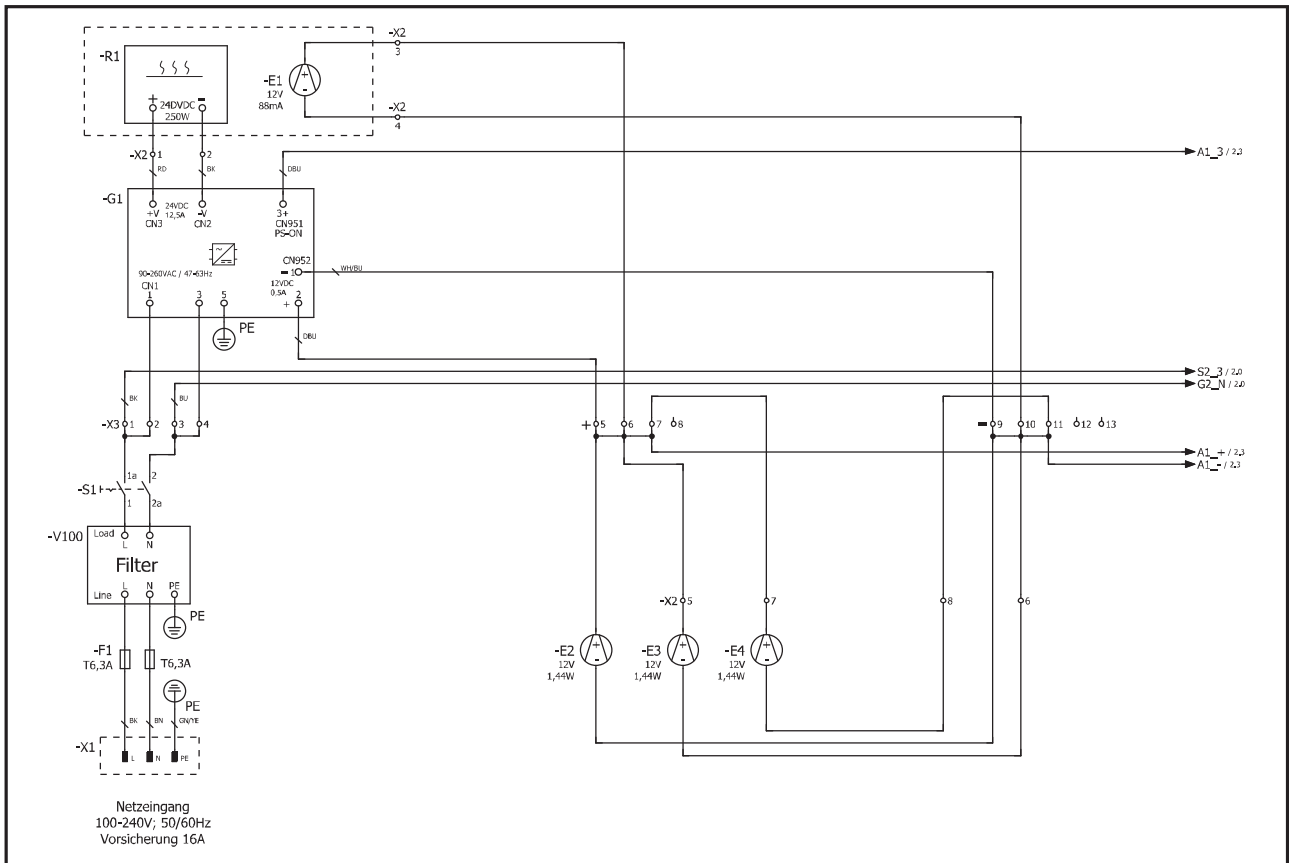 -R1
+
-
24DVDC
250W
-E1
12V
88mA
+
-
-X2
3
-X2
4
-X2 1
2
RD
BK
DBU
A1_3 / 2.3
-G1
+V
CN3
24VDC
12,5A
-V
CN2
3+
CN951
PS-ON
CN952
- 1
WH/BU
90-260VAC / 47-63Hz
CN1
1
3
5
12VDC
0,5A
+
2
PE
DBU
S2_3 / 2.0
G2_N / 2.0
BK
BU
-X3 1
2
3
4
+ 5
6
7
8
- 9
10
11
12
13
A1_+ / 2.3
A1_- / 2.3
1a
2
-S1
1
2a
-V100
Load
L
N
Filter
Line
L
N
PE
PE
-X2 5
7
8
6
-F1
T6,3A
T6,3A
-E2
12V
1,44W
+
-
-E3
12V
1,44W
+
-
-E4
12V
1,44W
+
-
PE
BK
BN
GN/YE
-X1
L
N
PE
Netzeingang
100-240V; 50/60Hz
Vorsicherung 16A